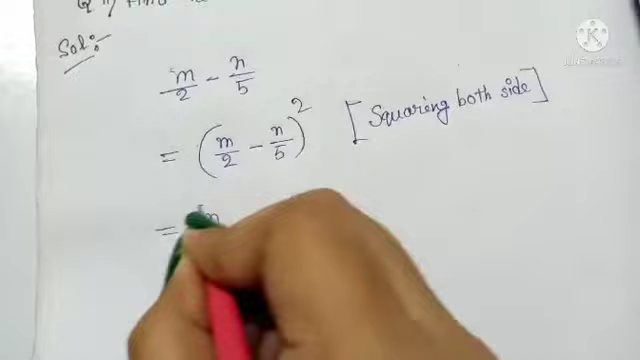 Sol:
m/2 - n/5
= (m/2 - n/5)² [Squaring both side]
=
K